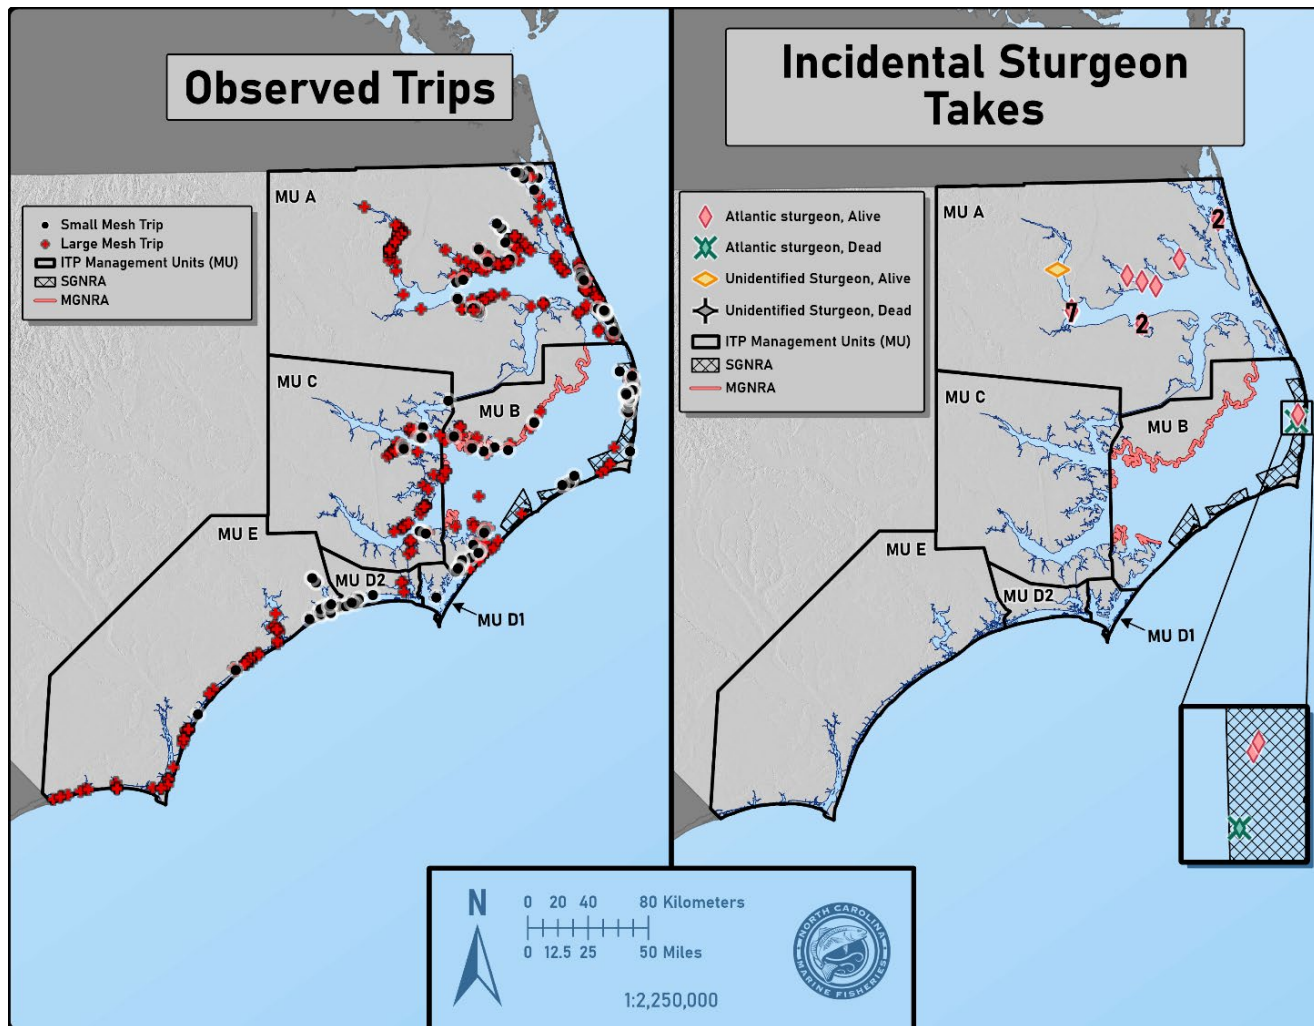 Observed Trips
MU A
Small Mesh Trip
Large Mesh Trip
ITP Management Units (MU)
SGNRA
MGNRA
MU C
MU B
MU E
MU D2
MU D1
Incidental Sturgeon
Takes
Atlantic sturgeon, Alive
Atlantic sturgeon, Dead
Unidentified Sturgeon, Alive
Unidentified Sturgeon, Dead
ITP Management Units (MU)
SGNRA
MGNRA
MU A
2
7
2
MU C
MU B
MU E
MU D2
MU D1
N
0 20 40 80 Kilometers
0 12.5 25 50 Miles
1:2,250,000
NORTH CAROLINA
MARINE FISHERIES